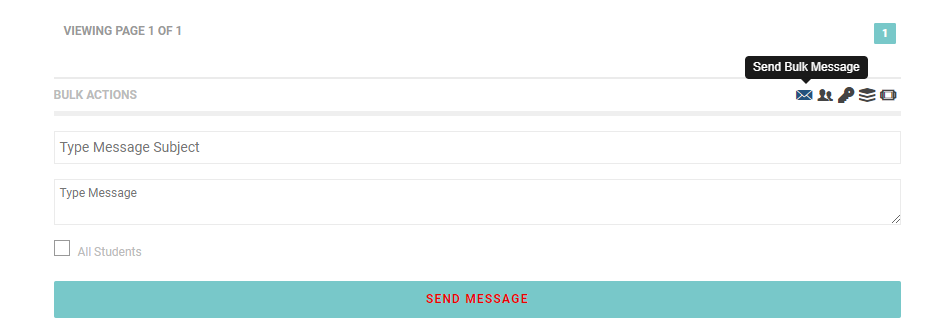 VIEWING PAGE 1 OF 1
1
Send Bulk Message
BULK ACTIONS
Type Message Subject
Type Message
All Students
SEND MESSAGE